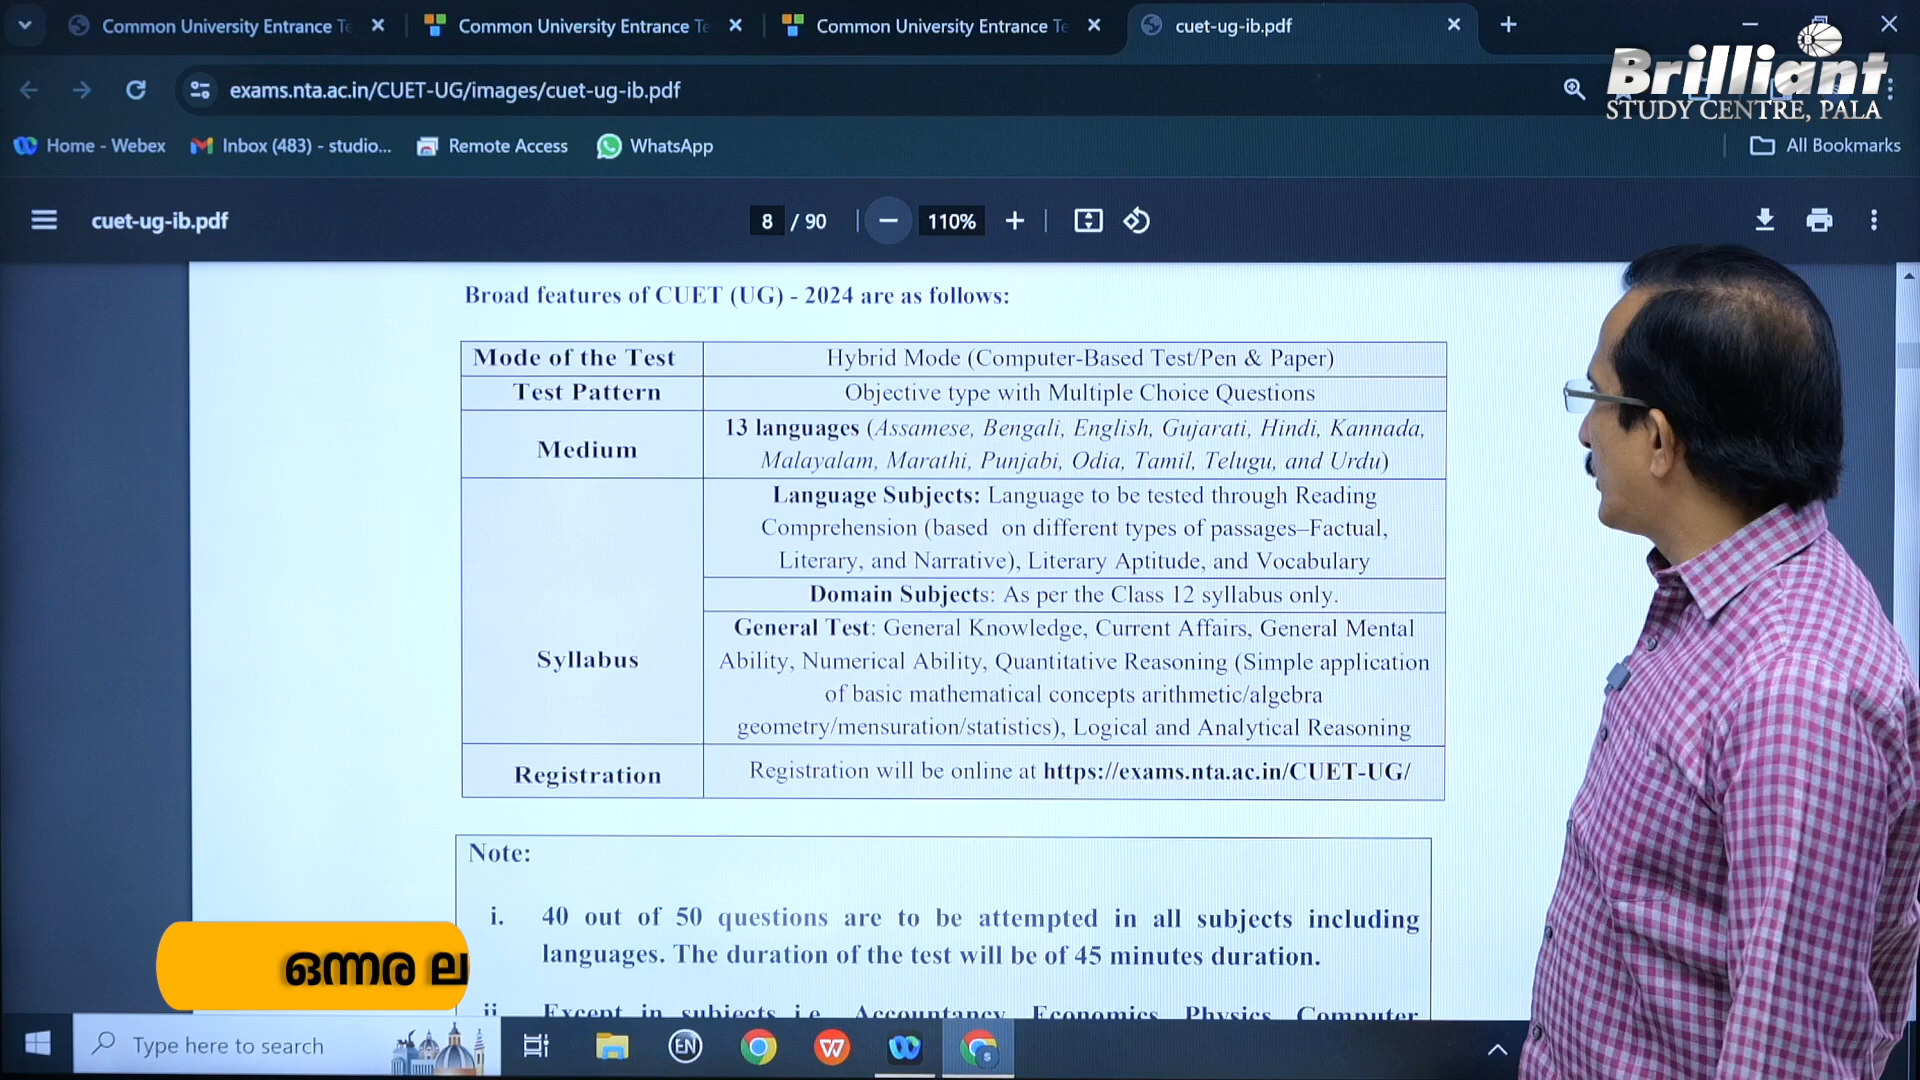 Common University Entrance Te
Common University Entrance Te
Common University Entrance Te
cuet-ug-ib.pdf
Brilliant
STUDY CENTRE, PALA
exams.nta.ac.in/CUET-UG/images/cuet-ug-ib.pdf
Home - Webex
Inbox (483) - studio...
Remote Access
WhatsApp
All Bookmarks
cuet-ug-ib.pdf
8 / 90
110%
Broad features of CUET (UG) - 2024 are as follows:
Mode of the Test
Hybrid Mode (Computer-Based Test/Pen & Paper)
Test Pattern
Objective type with Multiple Choice Questions
Medium
13 languages (Assamese, Bengali, English, Gujarati, Hindi, Kannada,
Malayalam, Marathi, Punjabi, Odia, Tamil, Telugu, and Urdu)
Syllabus
Language Subjects: Language to be tested through Reading
Comprehension (based on different types of passages–Factual,
Literary, and Narrative), Literary Aptitude, and Vocabulary
Domain Subjects: As per the Class 12 syllabus only.
General Test: General Knowledge, Current Affairs, General Mental
Ability, Numerical Ability, Quantitative Reasoning (Simple application
of basic mathematical concepts arithmetic/algebra
geometry/mensuration/statistics), Logical and Analytical Reasoning
Registration
Registration will be online at https://exams.nta.ac.in/CUET-UG/
Note:
i. 40 out of 50 questions are to be attempted in all subjects including
languages. The duration of the test will be of 45 minutes duration.
ii. Except in subjects i.e. Accountancy, Economics, Physics, Computer
ഒന്നര ല
Type here to search
EN